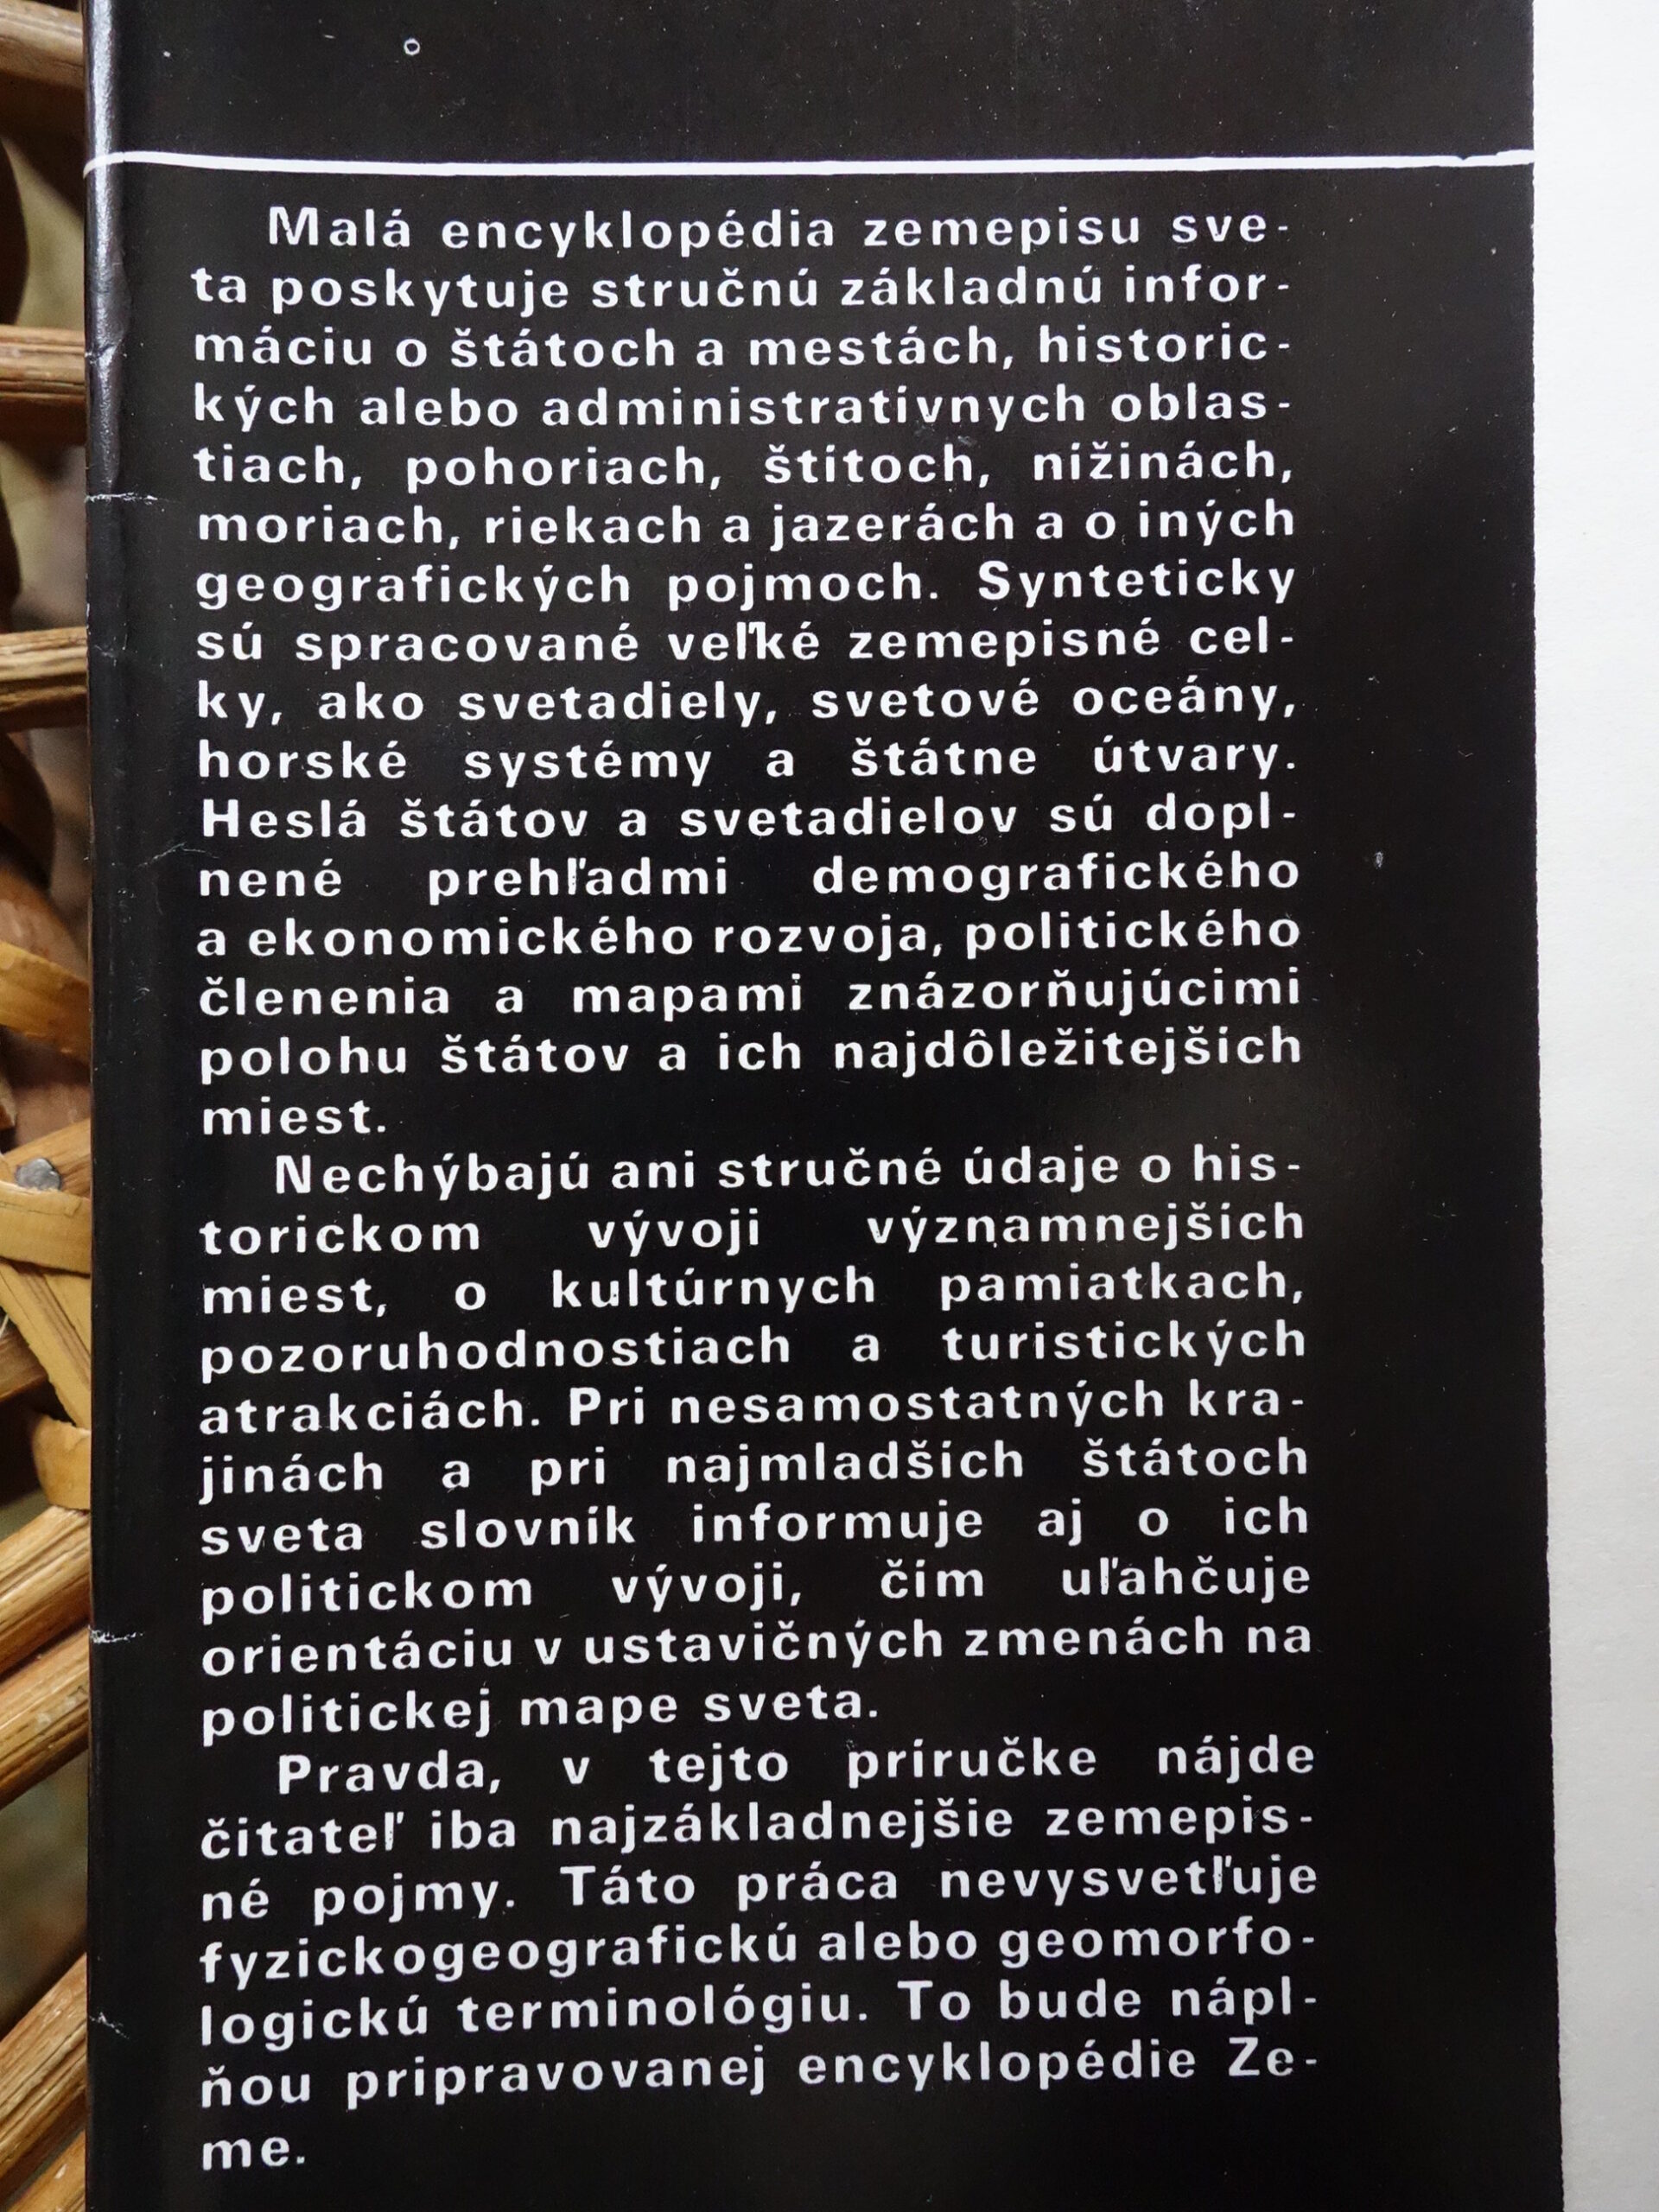 Malá encyklopédia zemepisu sve-
ta poskytuje stručnú základnú infor-
máciu o štátoch a mestách, historic-
kých alebo administratívnych oblas-
tiach, pohoriach, štítoch, nížinách,
moriach, riekach a jazerách a o iných
geografických pojmoch. Synteticky
sú spracované veľké zemepisné cel-
ky, ako svetadiely, svetové oceány,
horské systémy a štátne útvary.
Heslá štátov a svetadielov sú dopl-
nené prehľadmi demografického
a ekonomického rozvoja, politického
členenia a mapami znázorňujúcimi
polohu štátov a ich najdôležitejších
miest.
Nechýbajú ani stručné údaje o his-
torickom vývoji významnejších
miest, o kultúrnych pamiatkach,
pozoruhodnostiach a turistických
atrakciách. Pri nesamostatných kra-
jinách a pri najmladších štátoch
sveta slovník informuje aj o ich
politickom vývoji, čím uľahčuje
orientáciu v ustavičných zmenách na
politickej mape sveta.
Pravda, v tejto príručke nájde
čitateľ iba najzákladnejšie zemepis-
né pojmy. Táto práca nevysvetľuje
fyzickogeografickú alebo geomorfo-
logickú terminológiu. To bude nápl-
ňou pripravovanej encyklopédie Ze-
me.